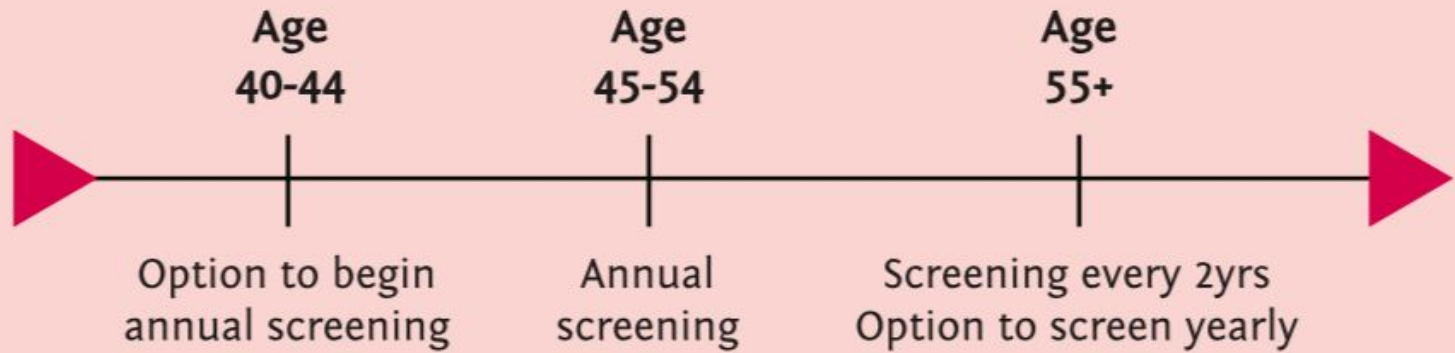 Age
40-44
Age
45-54
Age
55+
Option to begin
annual screening
Annual
screening
Screening every 2yrs
Option to screen yearly